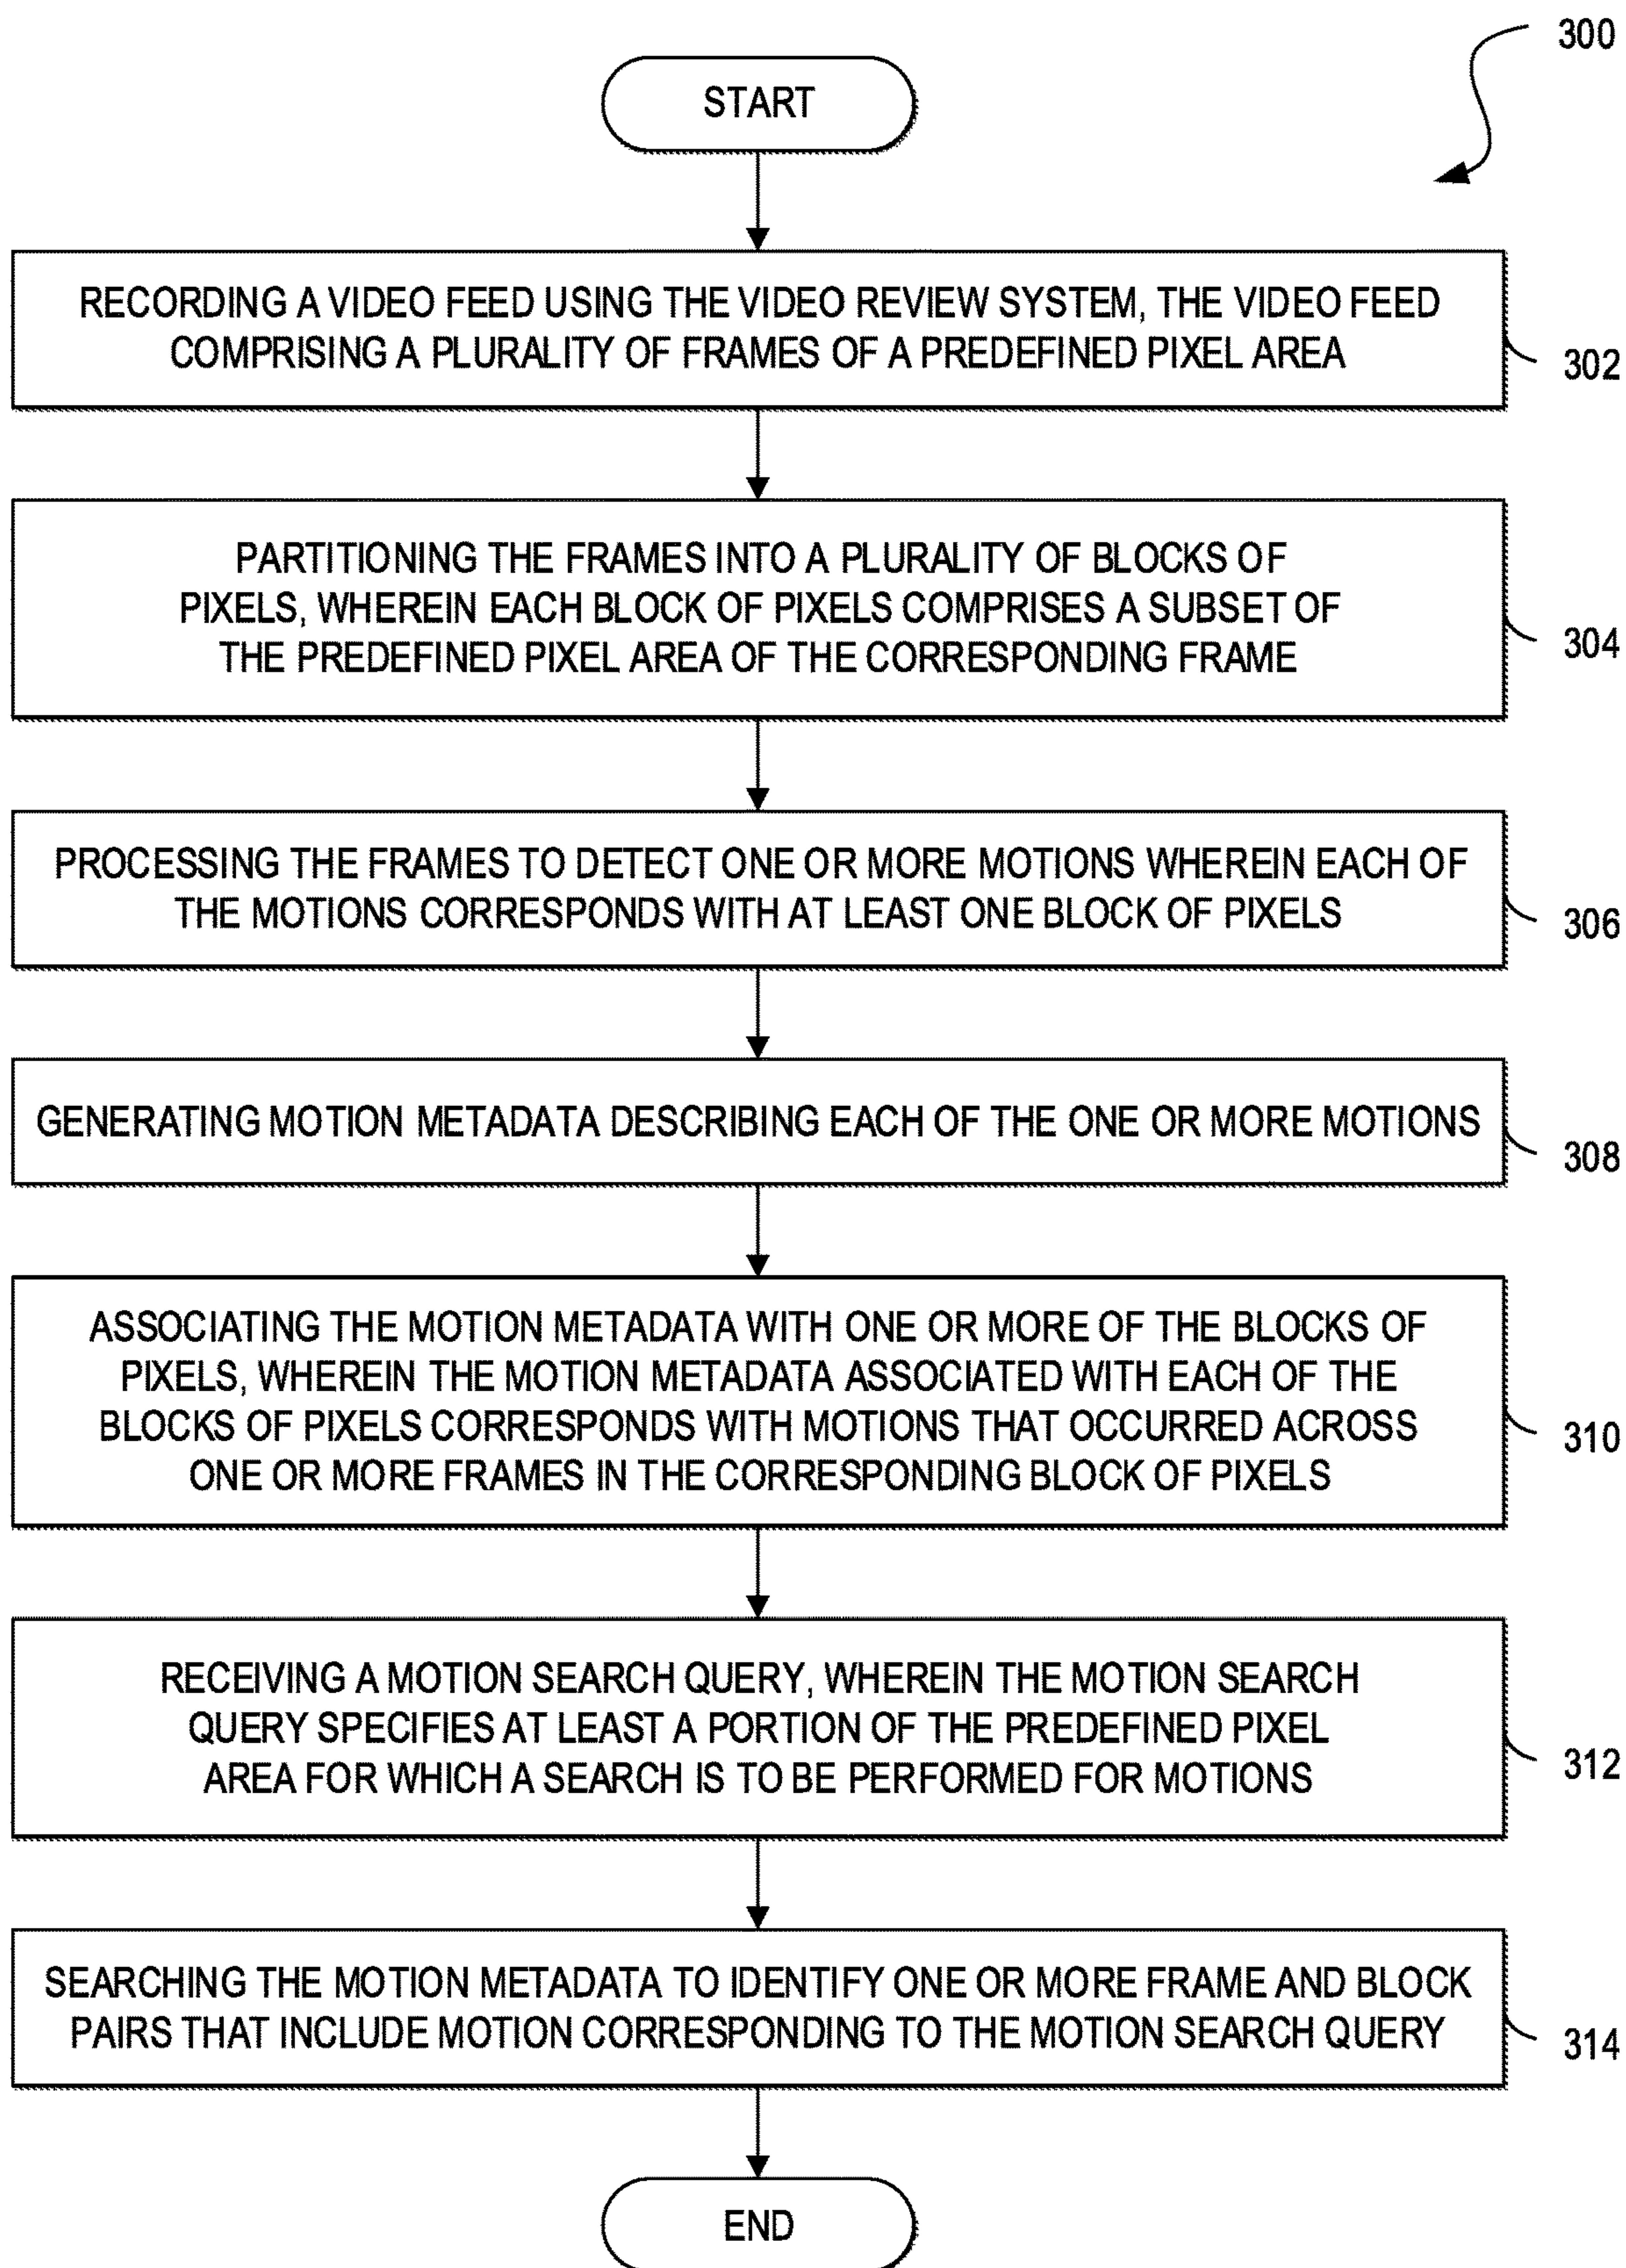 300
START
RECORDING A VIDEO FEED USING THE VIDEO REVIEW SYSTEM, THE VIDEO FEED
COMPRISING A PLURALITY OF FRAMES OF A PREDEFINED PIXEL AREA
302
PARTITIONING THE FRAMES INTO A PLURALITY OF BLOCKS OF
PIXELS, WHEREIN EACH BLOCK OF PIXELS COMPRISES A SUBSET OF
THE PREDEFINED PIXEL AREA OF THE CORRESPONDING FRAME
304
PROCESSING THE FRAMES TO DETECT ONE OR MORE MOTIONS WHEREIN EACH OF
THE MOTIONS CORRESPONDS WITH AT LEAST ONE BLOCK OF PIXELS
306
GENERATING MOTION METADATA DESCRIBING EACH OF THE ONE OR MORE MOTIONS
308
ASSOCIATING THE MOTION METADATA WITH ONE OR MORE OF THE BLOCKS OF
PIXELS, WHEREIN THE MOTION METADATA ASSOCIATED WITH EACH OF THE
BLOCKS OF PIXELS CORRESPONDS WITH MOTIONS THAT OCCURRED ACROSS
ONE OR MORE FRAMES IN THE CORRESPONDING BLOCK OF PIXELS
310
RECEIVING A MOTION SEARCH QUERY, WHEREIN THE MOTION SEARCH
QUERY SPECIFIES AT LEAST A PORTION OF THE PREDEFINED PIXEL
AREA FOR WHICH A SEARCH IS TO BE PERFORMED FOR MOTIONS
312
SEARCHING THE MOTION METADATA TO IDENTIFY ONE OR MORE FRAME AND BLOCK
PAIRS THAT INCLUDE MOTION CORRESPONDING TO THE MOTION SEARCH QUERY
314
END